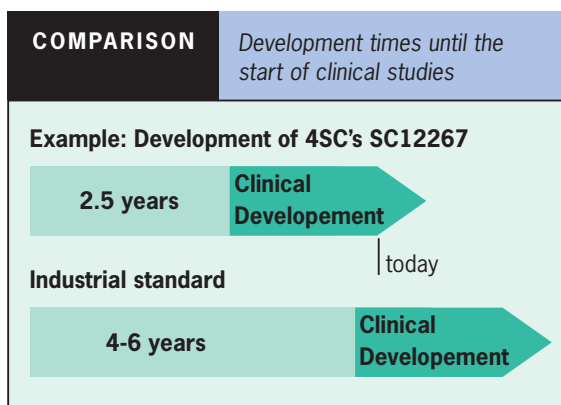 COMPARISON
Development times until the
start of clinical studies
Example: Development of 4SC's SC12267
2.5 years
Clinical
Developement
today
Industrial standard
4-6 years
Clinical
Developement